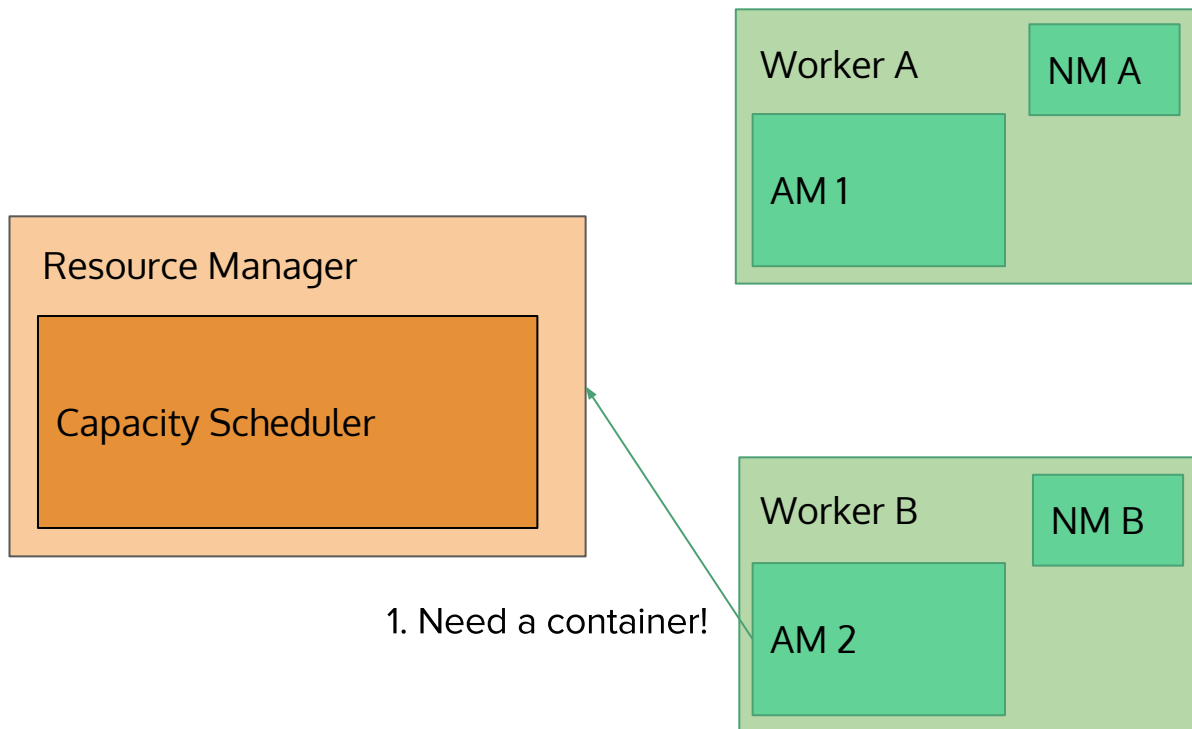 Worker A
NM A
AM 1
Resource Manager
Capacity Scheduler
Worker B
NM B
1. Need a container!
AM 2